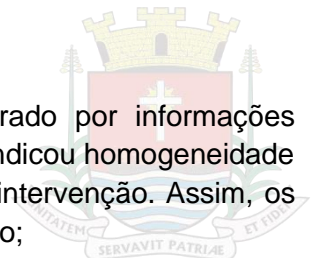 rado por informações
ndicou homogeneidade
intervenção. Assim, os
o;
SERVAVIT PATRIAE